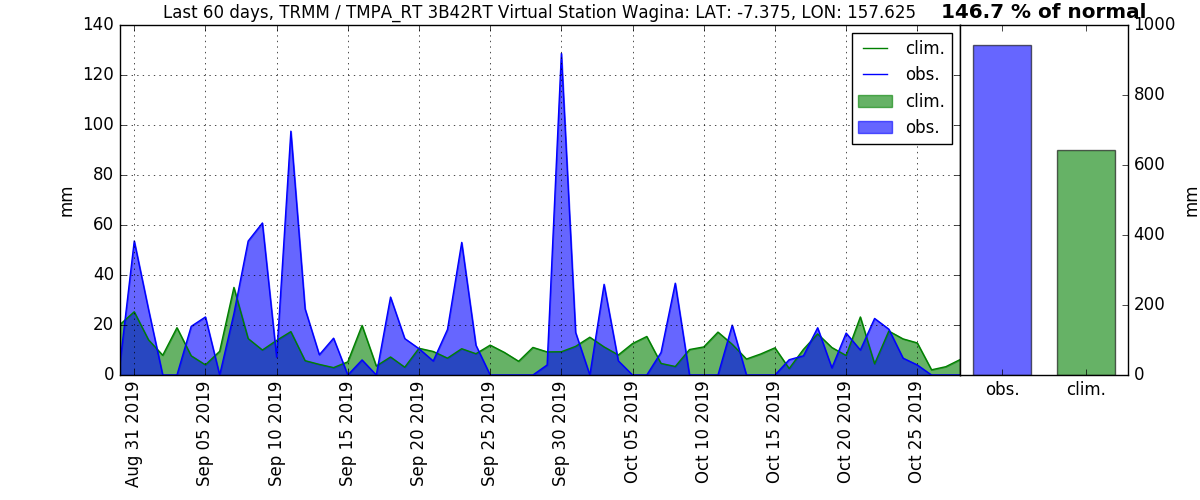 Last 60 days, TRMM / TMPA_RT 3B42RT Virtual Station Wagina: LAT: -7.375, LON: 157.625
146.7 % of normal
140
120
100
80
60
40
20
0
mm
clim.
obs.
clim.
obs.
1000
800
600
400
200
0
mm
Aug 31 2019
Sep 05 2019
Sep 10 2019
Sep 15 2019
Sep 20 2019
Sep 25 2019
Sep 30 2019
Oct 05 2019
Oct 10 2019
Oct 15 2019
Oct 20 2019
Oct 25 2019
obs.
clim.